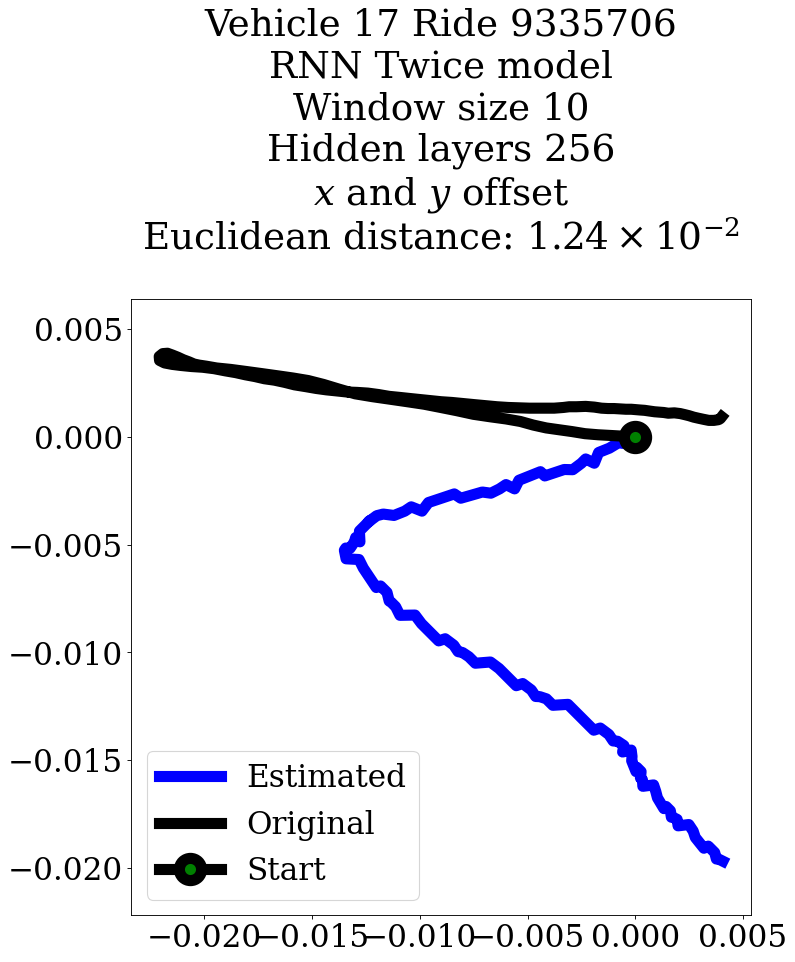 Vehicle 17 Ride 9335706
RNN Twice model
Window size 10
Hidden layers 256
x and y offset
Euclidean distance: 1.24 × 10⁻²
0.005
0.000
−0.005
−0.010
−0.015
−0.020
Estimated
Original
Start
−0.020 −0.015 −0.010 −0.005 0.000 0.005